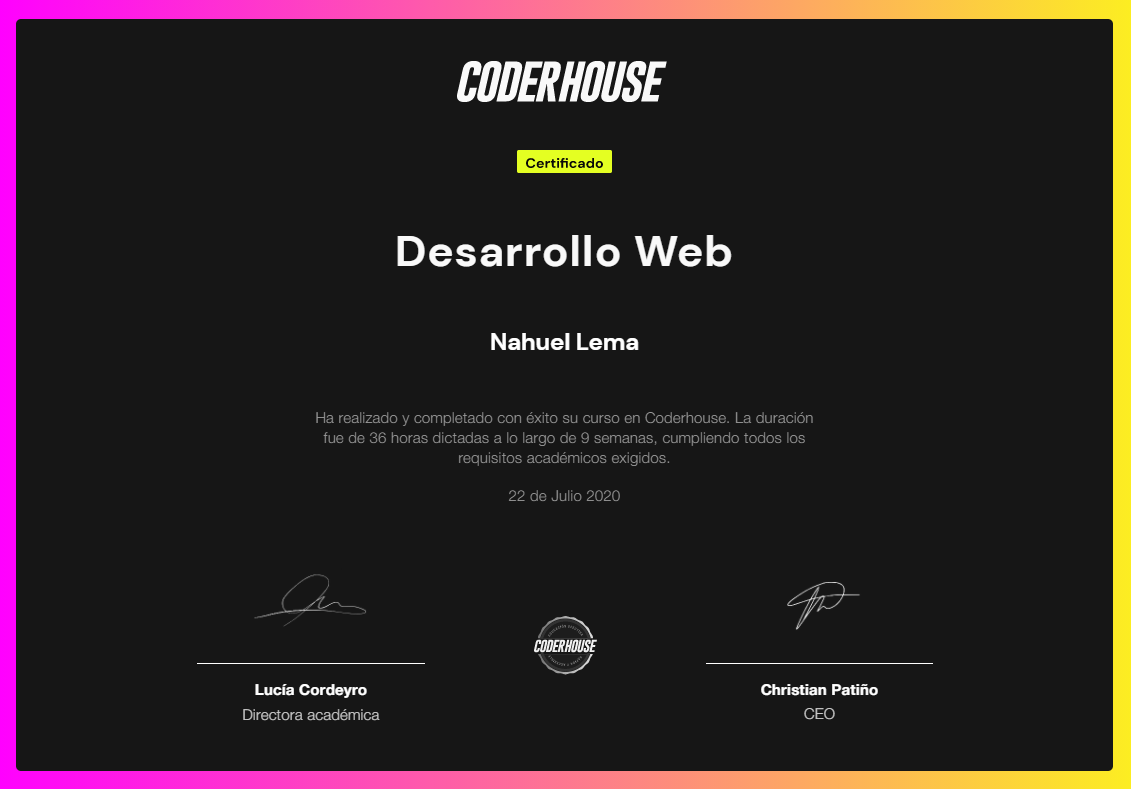 CODERHOUSE
Certificado
Desarrollo Web
Nahuel Lema
Ha realizado y completado con éxito su curso en Coderhouse. La duración
fue de 36 horas dictadas a lo largo de 9 semanas, cumpliendo todos los
requisitos académicos exigidos.
22 de Julio 2020
CODERHOUSE
Lucía Cordeyro
Directora académica
Christian Patiño
CEO